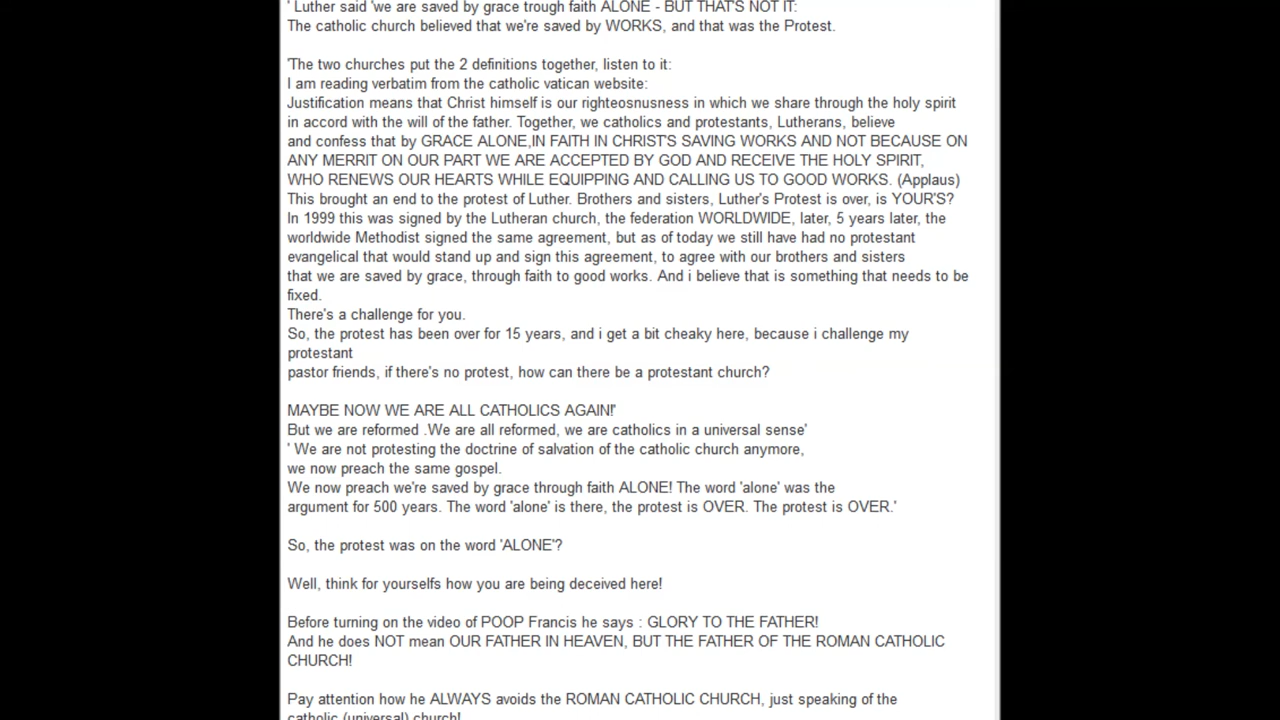 ' Luther said 'we are saved by grace trough faith ALONE - BUT THAT'S NOT IT:
The catholic church believed that we're saved by WORKS, and that was the Protest.
'The two churches put the 2 definitions together, listen to it:
I am reading verbatim from the catholic vatican website:
Justification means that Christ himself is our righteosnusness in which we share through the holy spirit
in accord with the will of the father. Together, we catholics and protestants, Lutherans, believe
and confess that by GRACE ALONE,IN FAITH IN CHRIST'S SAVING WORKS AND NOT BECAUSE ON
ANY MERRIT ON OUR PART WE ARE ACCEPTED BY GOD AND RECEIVE THE HOLY SPIRIT,
WHO RENEWS OUR HEARTS WHILE EQUIPPING AND CALLING US TO GOOD WORKS. (Applaus)
This brought an end to the protest of Luther. Brothers and sisters, Luther's Protest is over, is YOUR'S?
In 1999 this was signed by the Lutheran church, the federation WORLDWIDE, later, 5 years later, the
worldwide Methodist signed the same agreement, but as of today we still have had no protestant
evangelical that would stand up and sign this agreement, to agree with our brothers and sisters
that we are saved by grace, through faith to good works. And i believe that is something that needs to be
fixed.
There's a challenge for you.
So, the protest has been over for 15 years, and i get a bit cheaky here, because i challenge my
protestant
pastor friends, if there's no protest, how can there be a protestant church?
MAYBE NOW WE ARE ALL CATHOLICS AGAIN!'
But we are reformed .We are all reformed, we are catholics in a universal sense'
' We are not protesting the doctrine of salvation of the catholic church anymore,
we now preach the same gospel.
We now preach we're saved by grace through faith ALONE! The word 'alone' was the
argument for 500 years. The word 'alone' is there, the protest is OVER. The protest is OVER.'
So, the protest was on the word 'ALONE'?
Well, think for yourselfs how you are being deceived here!
Before turning on the video of POOP Francis he says : GLORY TO THE FATHER!
And he does NOT mean OUR FATHER IN HEAVEN, BUT THE FATHER OF THE ROMAN CATHOLIC
CHURCH!
Pay attention how he ALWAYS avoids the ROMAN CATHOLIC CHURCH, just speaking of the
catholic (universal) church!